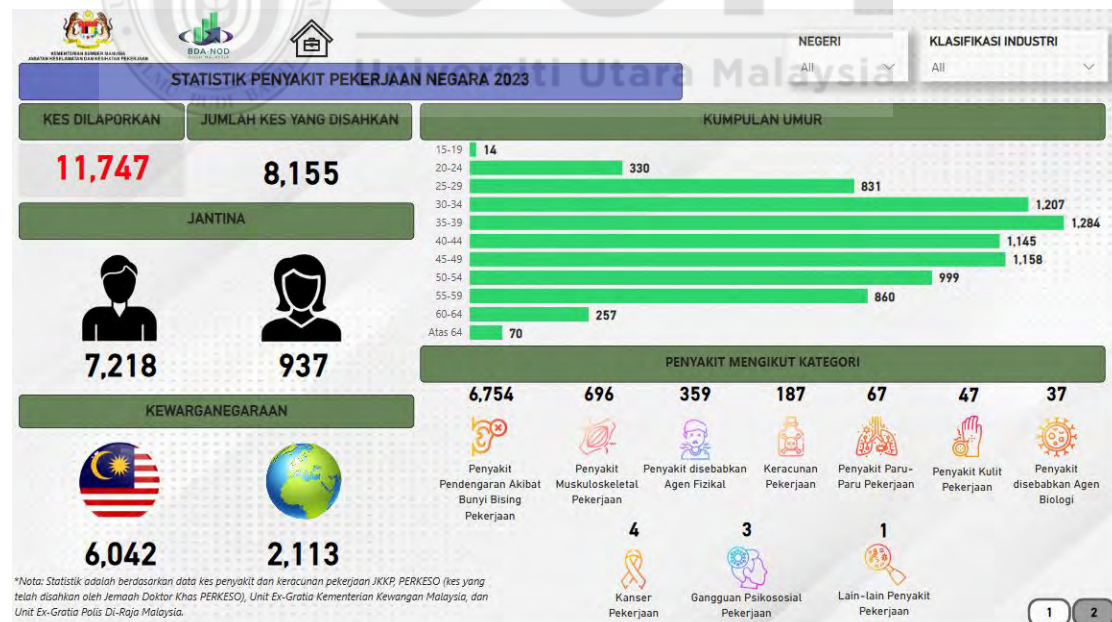 KEMENTERIAN SUMBER MANUSIA
JABATAN KESELAMATAN DAN KESIHATAN PEKERJAAN
BDA-NOD
NEGERI
All
KLASIFIKASI INDUSTRI
All
Universiti Utara Malaysia
STATISTIK PENYAKIT PEKERJAAN NEGARA 2023
KES DILAPORKAN
11,747
JUMLAH KES YANG DISAHKAN
8,155
JANTINA
7,218
937
KEWARGANEGARAAN
6,042
2,113
KUMPULAN UMUR
15-19 14
20-24 330
25-29 831
30-34 1,207
35-39 1,284
40-44 1,145
45-49 1,158
50-54 999
55-59 860
60-64 257
Atas 64 70
PENYAKIT MENGIKUT KATEGORI
6,754
Penyakit
Pendengaran Akibat
Bunyi Bising
Pekerjaan
696
Penyakit
Muskuloskeletal
Pekerjaan
359
Penyakit disebabkan
Agen Fizikal
187
Keracunan
Pekerjaan
67
Penyakit Paru-
Paru Pekerjaan
47
Penyakit Kulit
Pekerjaan
37
Penyakit
disebabkan Agen
Biologi
4
Kanser
Pekerjaan
3
Gangguan Psikososial
Pekerjaan
1
Lain-lain Penyakit
Pekerjaan
*Nota: Statistik adalah berdasarkan data kes penyakit dan keracunan pekerjaan JKKP, PERKESO (kes yang
telah disahkan oleh Jemaah Doktor Khas PERKESO), Unit Ex-Gratia Kementerian Kewangan Malaysia, dan
Unit Ex-Gratia Polis Di-Raja Malaysia.
1
2